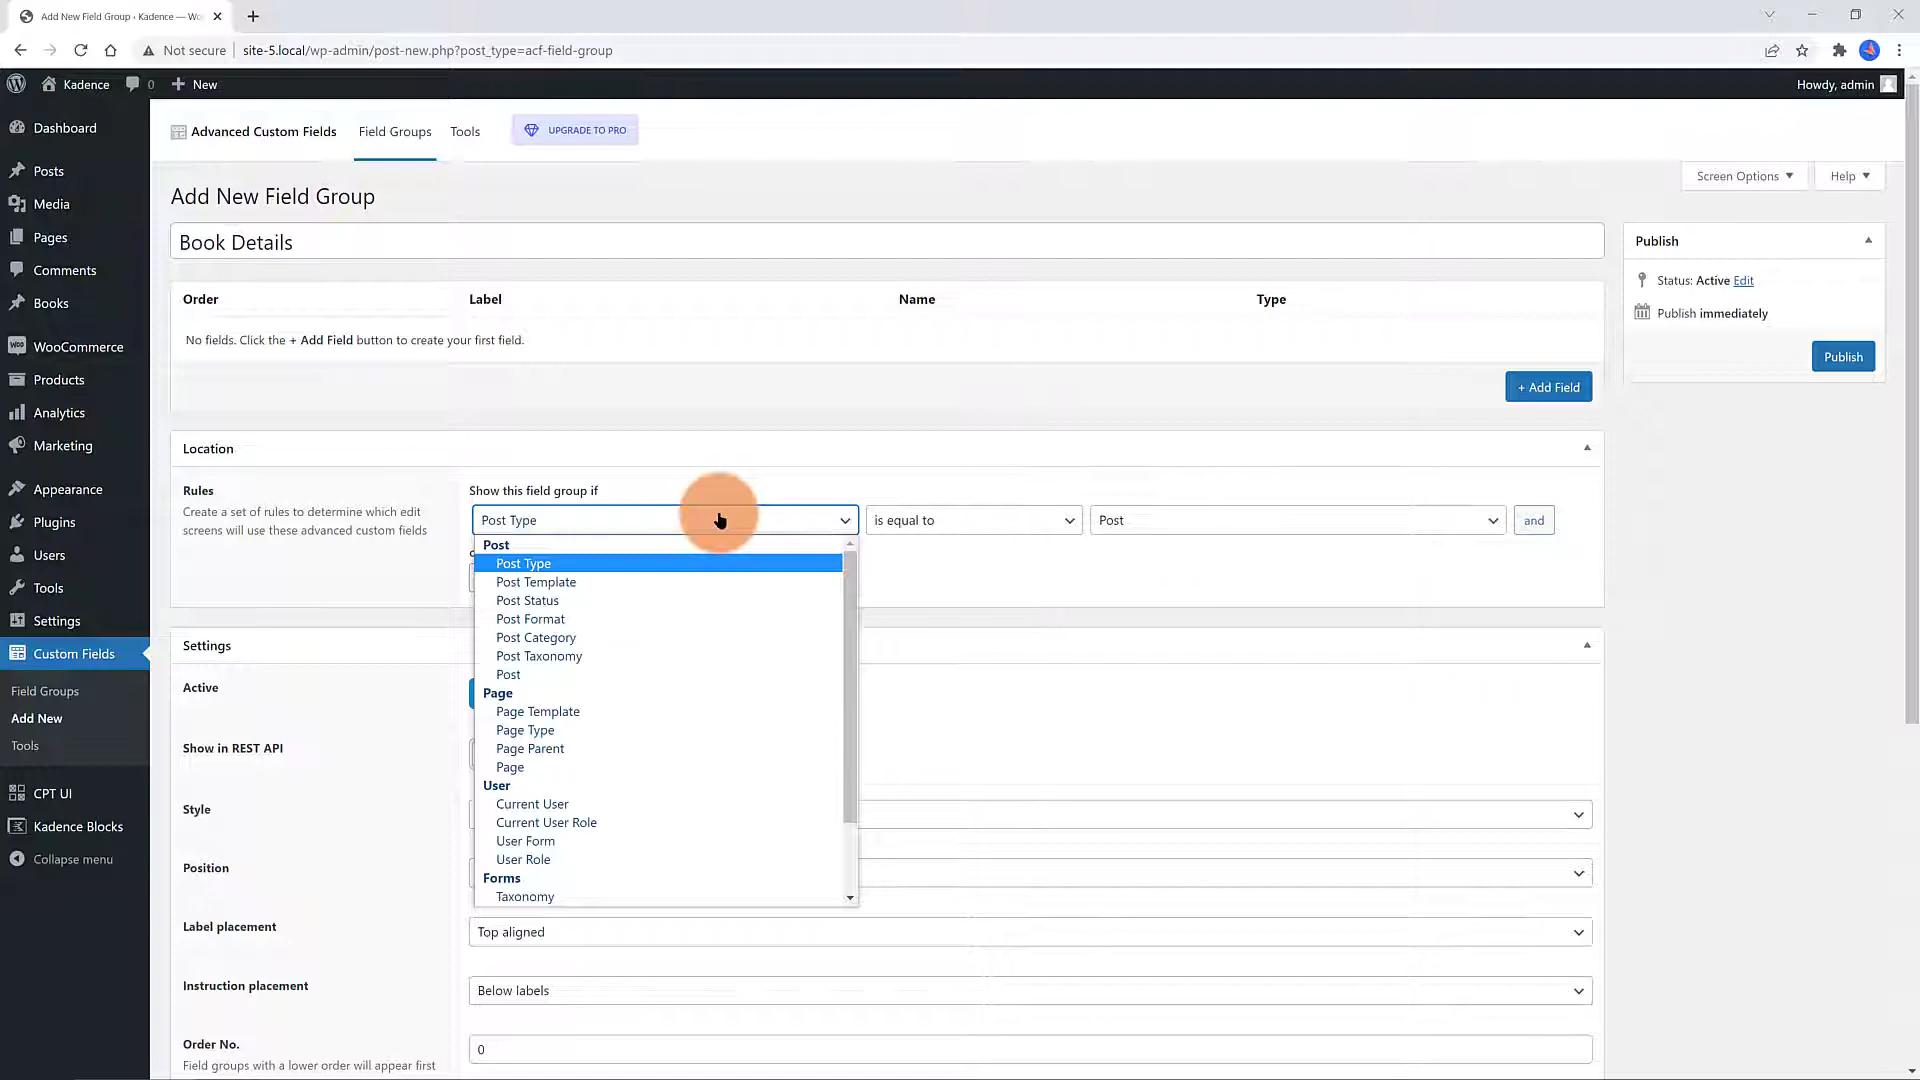 Add New Field Group ‹ Kadence — Wo
Not secure
site-5.local/wp-admin/post-new.php?post_type=acf-field-group
Kadence
0
New
Howdy, admin
Dashboard
Posts
Media
Pages
Comments
Books
WooCommerce
Products
Analytics
Marketing
Appearance
Plugins
Users
Tools
Settings
Custom Fields
Field Groups
Add New
Tools
CPT UI
Kadence Blocks
Collapse menu
Advanced Custom Fields
Field Groups
Tools
UPGRADE TO PRO
Screen Options
Help
Add New Field Group
Book Details
Order
Label
Name
Type
No fields. Click the + Add Field button to create your first field.
+ Add Field
Publish
Status: Active Edit
Publish immediately
Publish
Location
Rules
Create a set of rules to determine which edit
screens will use these advanced custom fields
Show this field group if
Post Type
is equal to
Post
and
Post
Post Type
Post Template
Post Status
Post Format
Post Category
Post Taxonomy
Post
Page
Page Template
Page Type
Page Parent
Page
User
Current User
Current User Role
User Form
User Role
Forms
Taxonomy
Settings
Active
Show in REST API
Style
Position
Label placement
Top aligned
Instruction placement
Below labels
Order No.
Field groups with a lower order will appear first
0